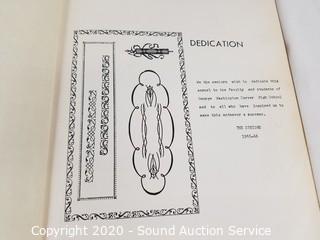 DEDICATION
We the seniors wish to dedicate this
annual to the faculty and students of
George Washington Carver High School
and to all who have inspired us to
make this endeavor a success.
THE SENIORS
1965-66
Copyright 2020 - Sound Auction Service